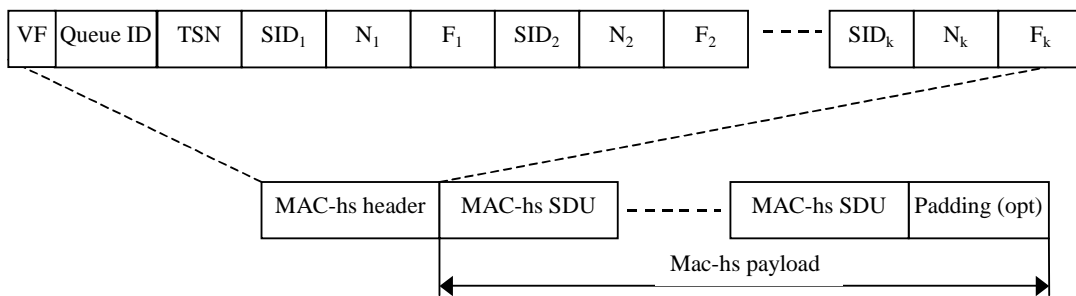 VF Queue ID TSN SID₁ N₁ F₁ SID₂ N₂ F₂ SIDₖ Nₖ Fₖ
MAC-hs header MAC-hs SDU MAC-hs SDU Padding (opt)
Mac-hs payload